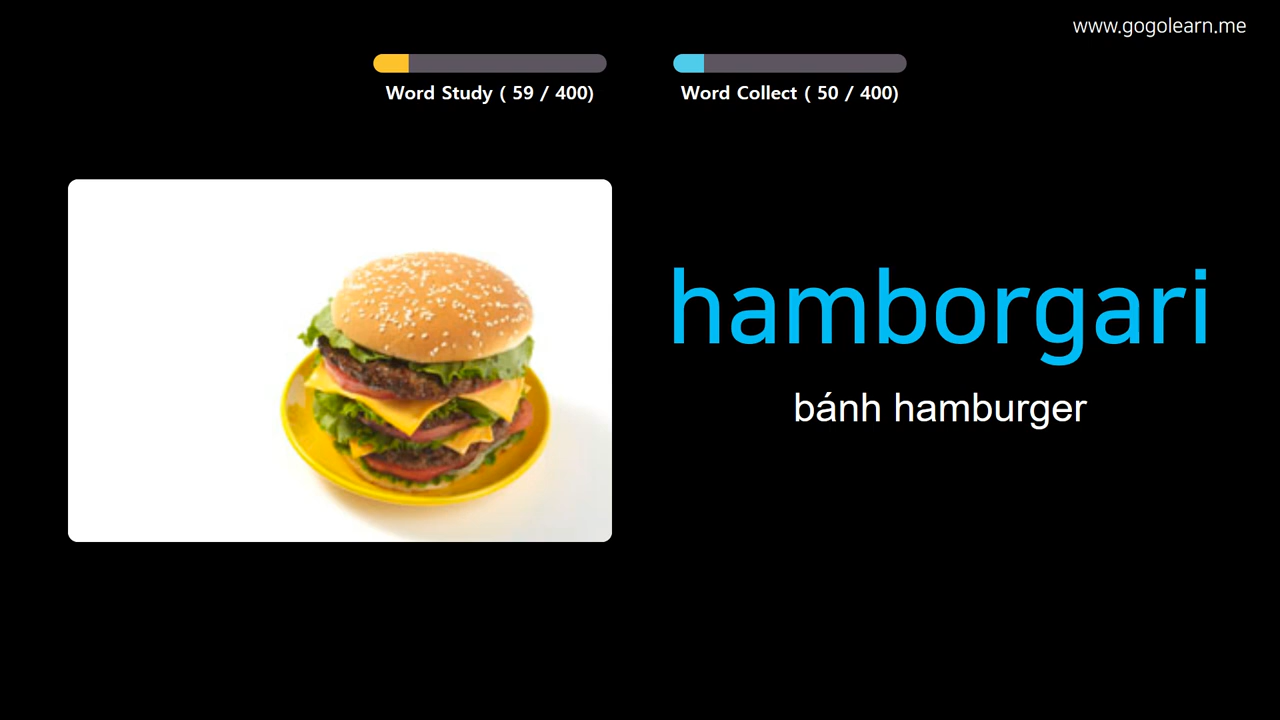 www.gogolearn.me
Word Study ( 59 / 400)
Word Collect ( 50 / 400)
hamborgari
bánh hamburger